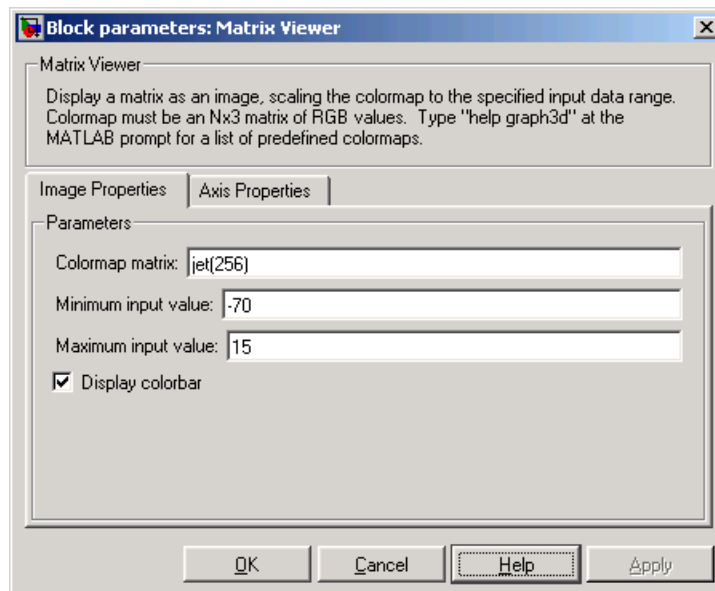 Block parameters: Matrix Viewer
Matrix Viewer
Display a matrix as an image, scaling the colormap to the specified input data range.
Colormap must be an Nx3 matrix of RGB values.  Type "help graph3d" at the
MATLAB prompt for a list of predefined colormaps.
Image Properties
Axis Properties
Parameters
Colormap matrix: jet(256)
Minimum input value: -70
Maximum input value: 15
Display colorbar
OK
Cancel
Help
Apply